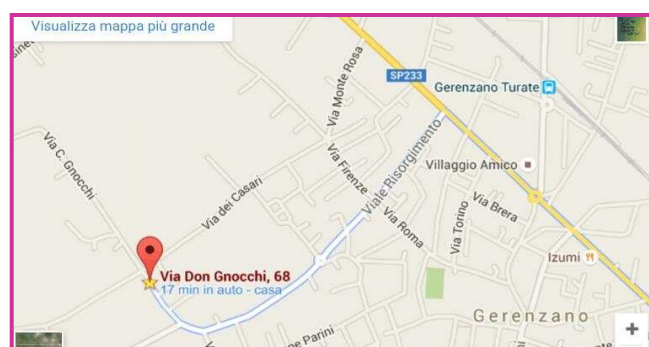 Visualizza mappa più grande
SP233
Via Monte Rosa
Gerenzano Turate
Via C. Gnocchi
Via Firenze
Viale Risorgimento
Villaggio Amico
Via dei Casari
Via Brera
Via Roma
Via Torino
Izumi
Via Don Gnocchi, 68
17 min in auto - casa
Gerenzano
Parini
+